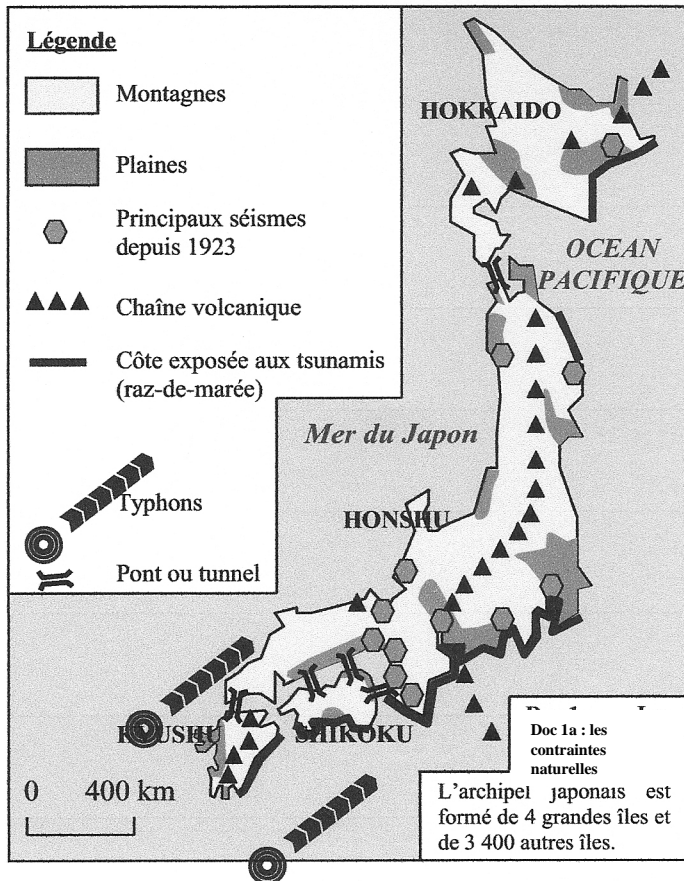 Légende
Montagnes
Plaines
Principaux séismes
depuis 1923
Chaîne volcanique
Côte exposée aux tsunamis
(raz-de-marée)
Typhons
Pont ou tunnel
HOKKAIDO
OCEAN
PACIFIQUE
Mer du Japon
HONSHU
KYUSHU
SHIKOKU
0 400 km
Doc 1a : les
contraintes
naturelles
L'archipel japonais est
formé de 4 grandes îles et
de 3 400 autres îles.